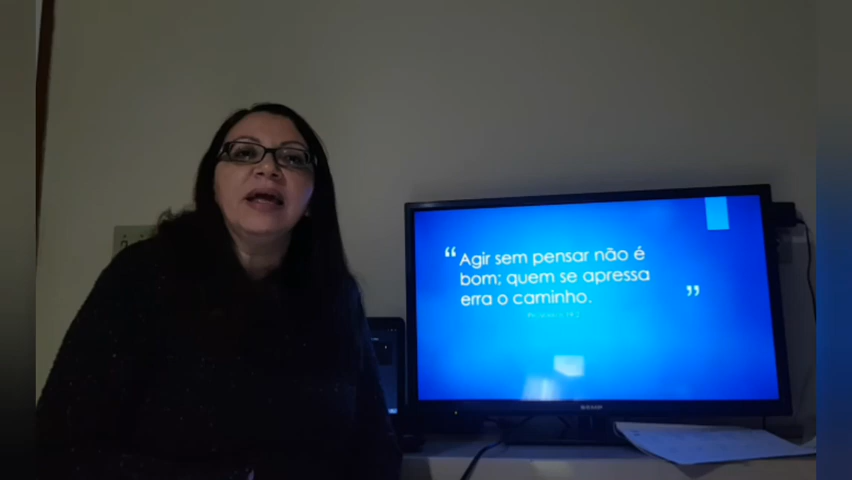 “ Agir sem pensar não é
bom; quem se apressa
erra o caminho. ”